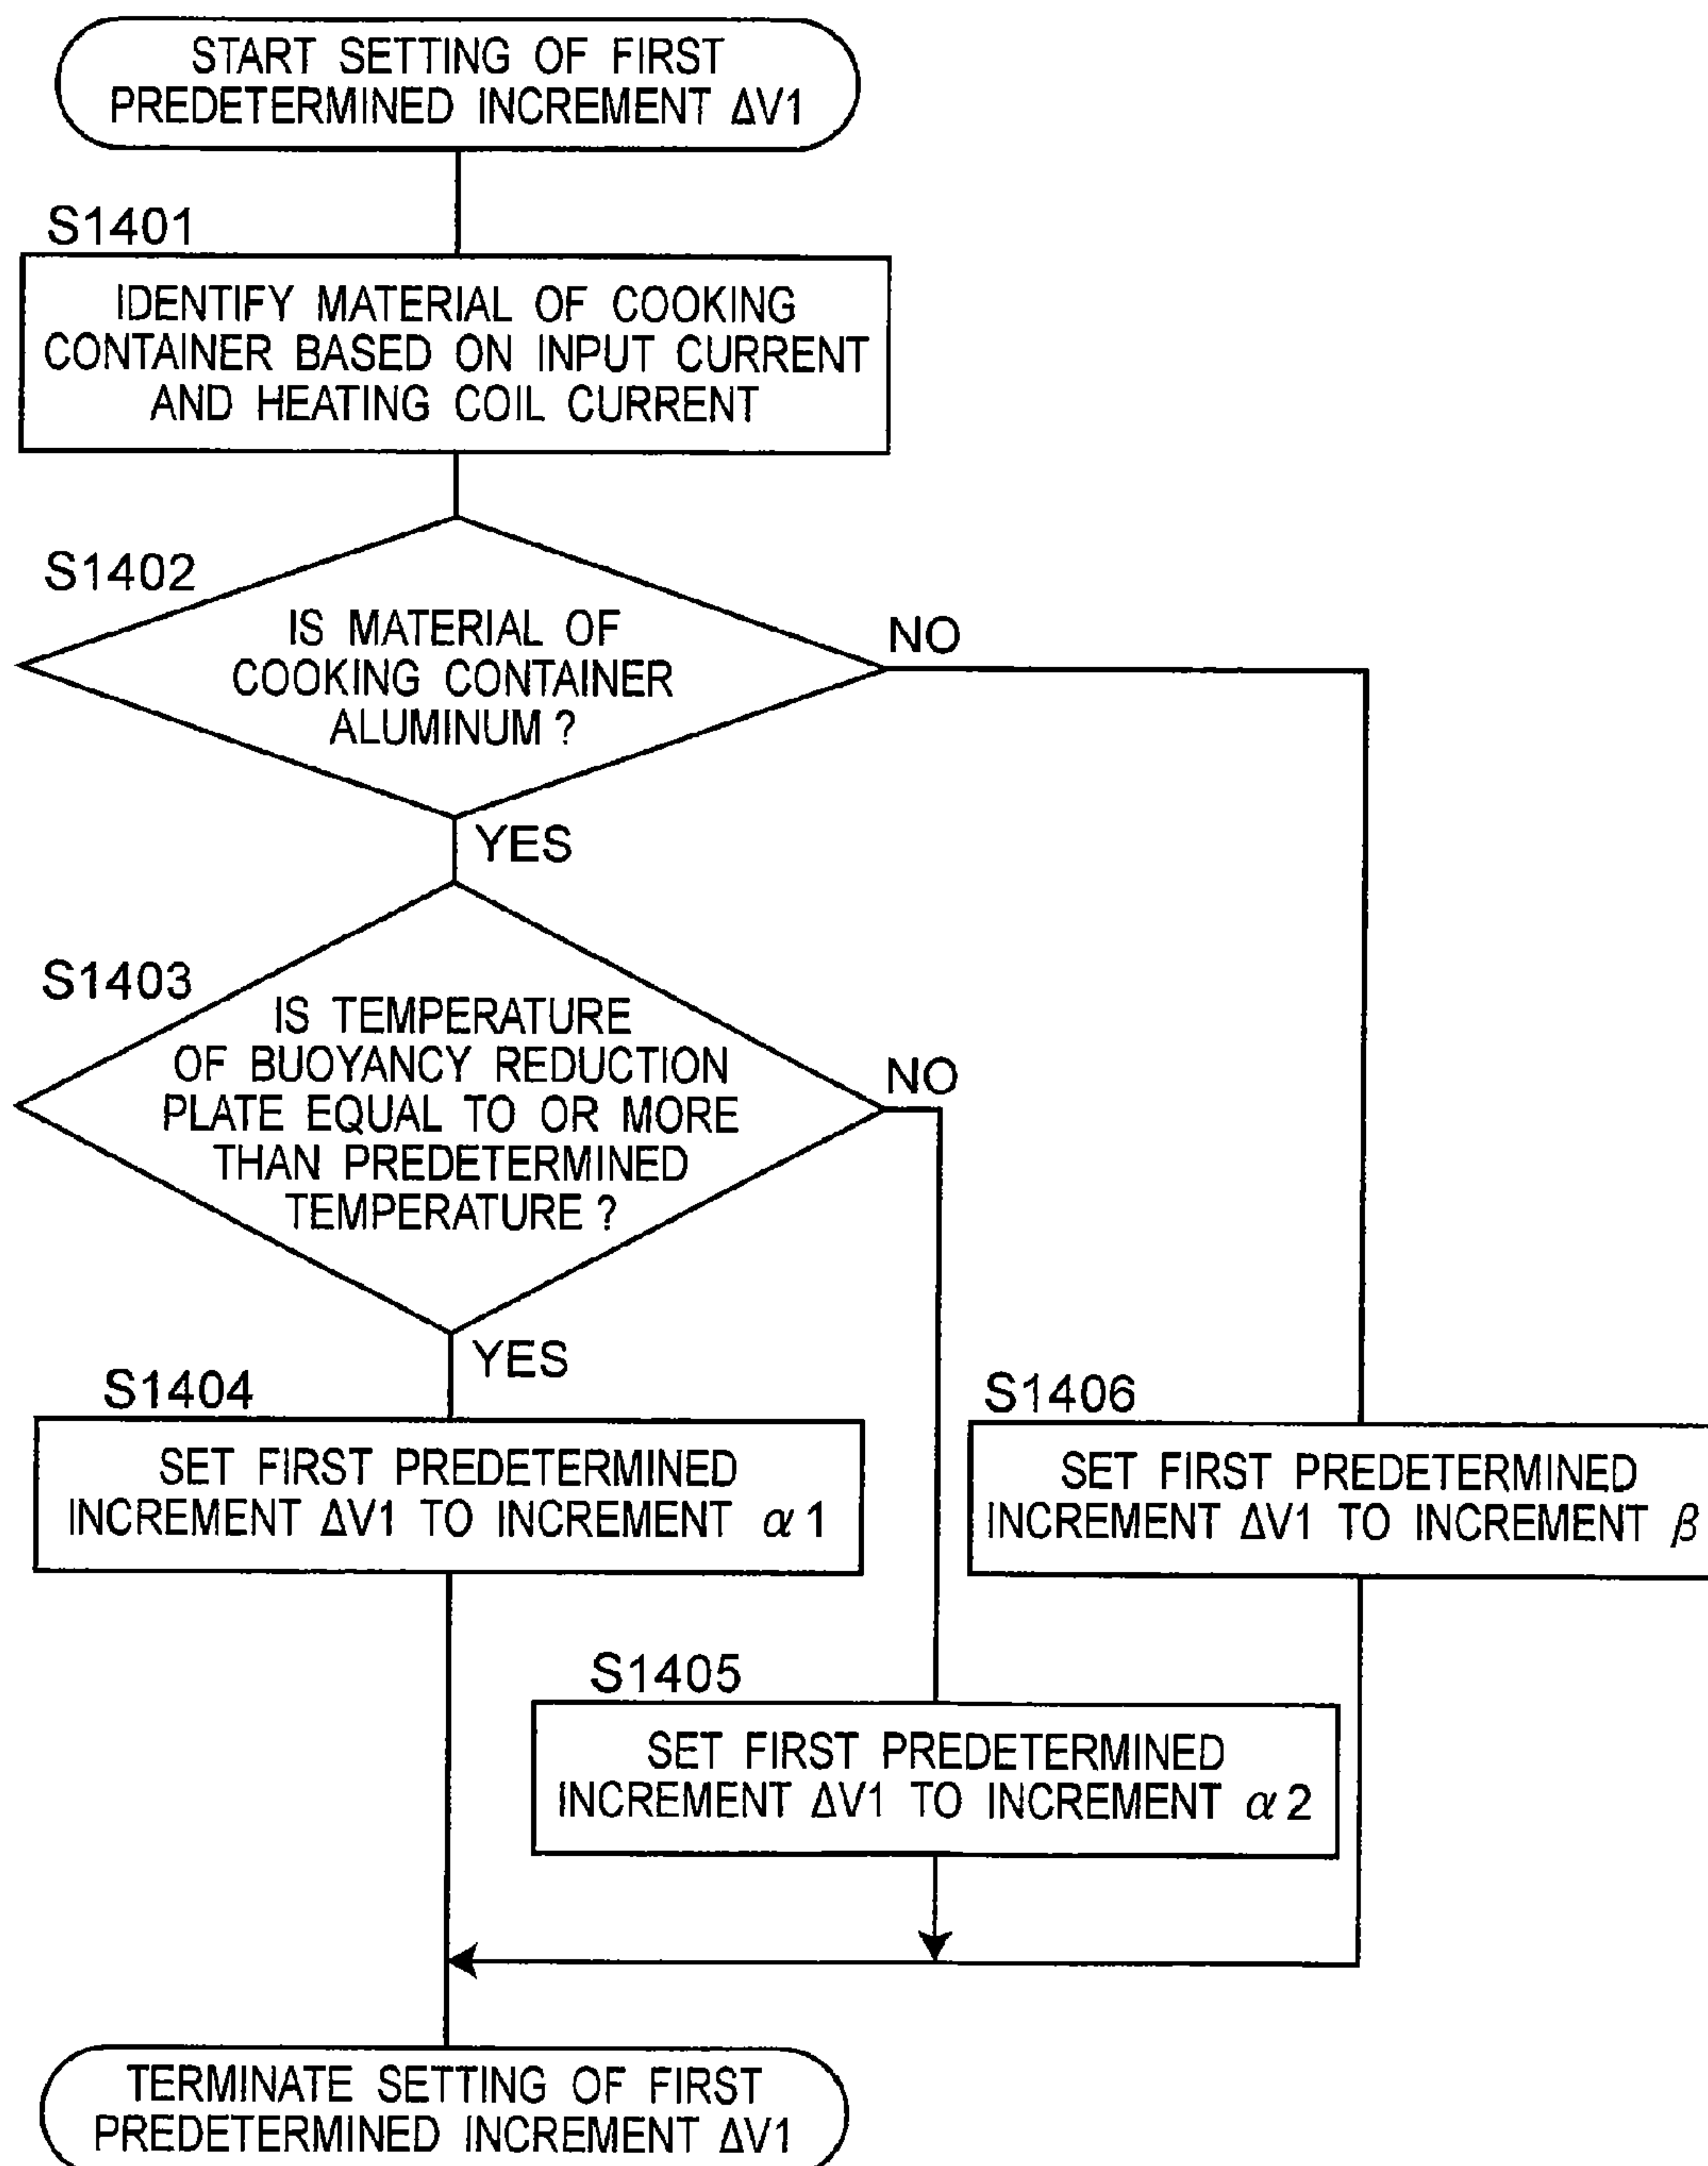 START SETTING OF FIRST
PREDETERMINED INCREMENT ΔV1
S1401
IDENTIFY MATERIAL OF COOKING
CONTAINER BASED ON INPUT CURRENT
AND HEATING COIL CURRENT
S1402
IS MATERIAL OF
COOKING CONTAINER
ALUMINUM ?
NO
YES
S1403
IS TEMPERATURE
OF BUOYANCY REDUCTION
PLATE EQUAL TO OR MORE
THAN PREDETERMINED
TEMPERATURE ?
NO
YES
S1404
SET FIRST PREDETERMINED
INCREMENT ΔV1 TO INCREMENT α1
S1406
SET FIRST PREDETERMINED
INCREMENT ΔV1 TO INCREMENT β
S1405
SET FIRST PREDETERMINED
INCREMENT ΔV1 TO INCREMENT α2
TERMINATE SETTING OF FIRST
PREDETERMINED INCREMENT ΔV1